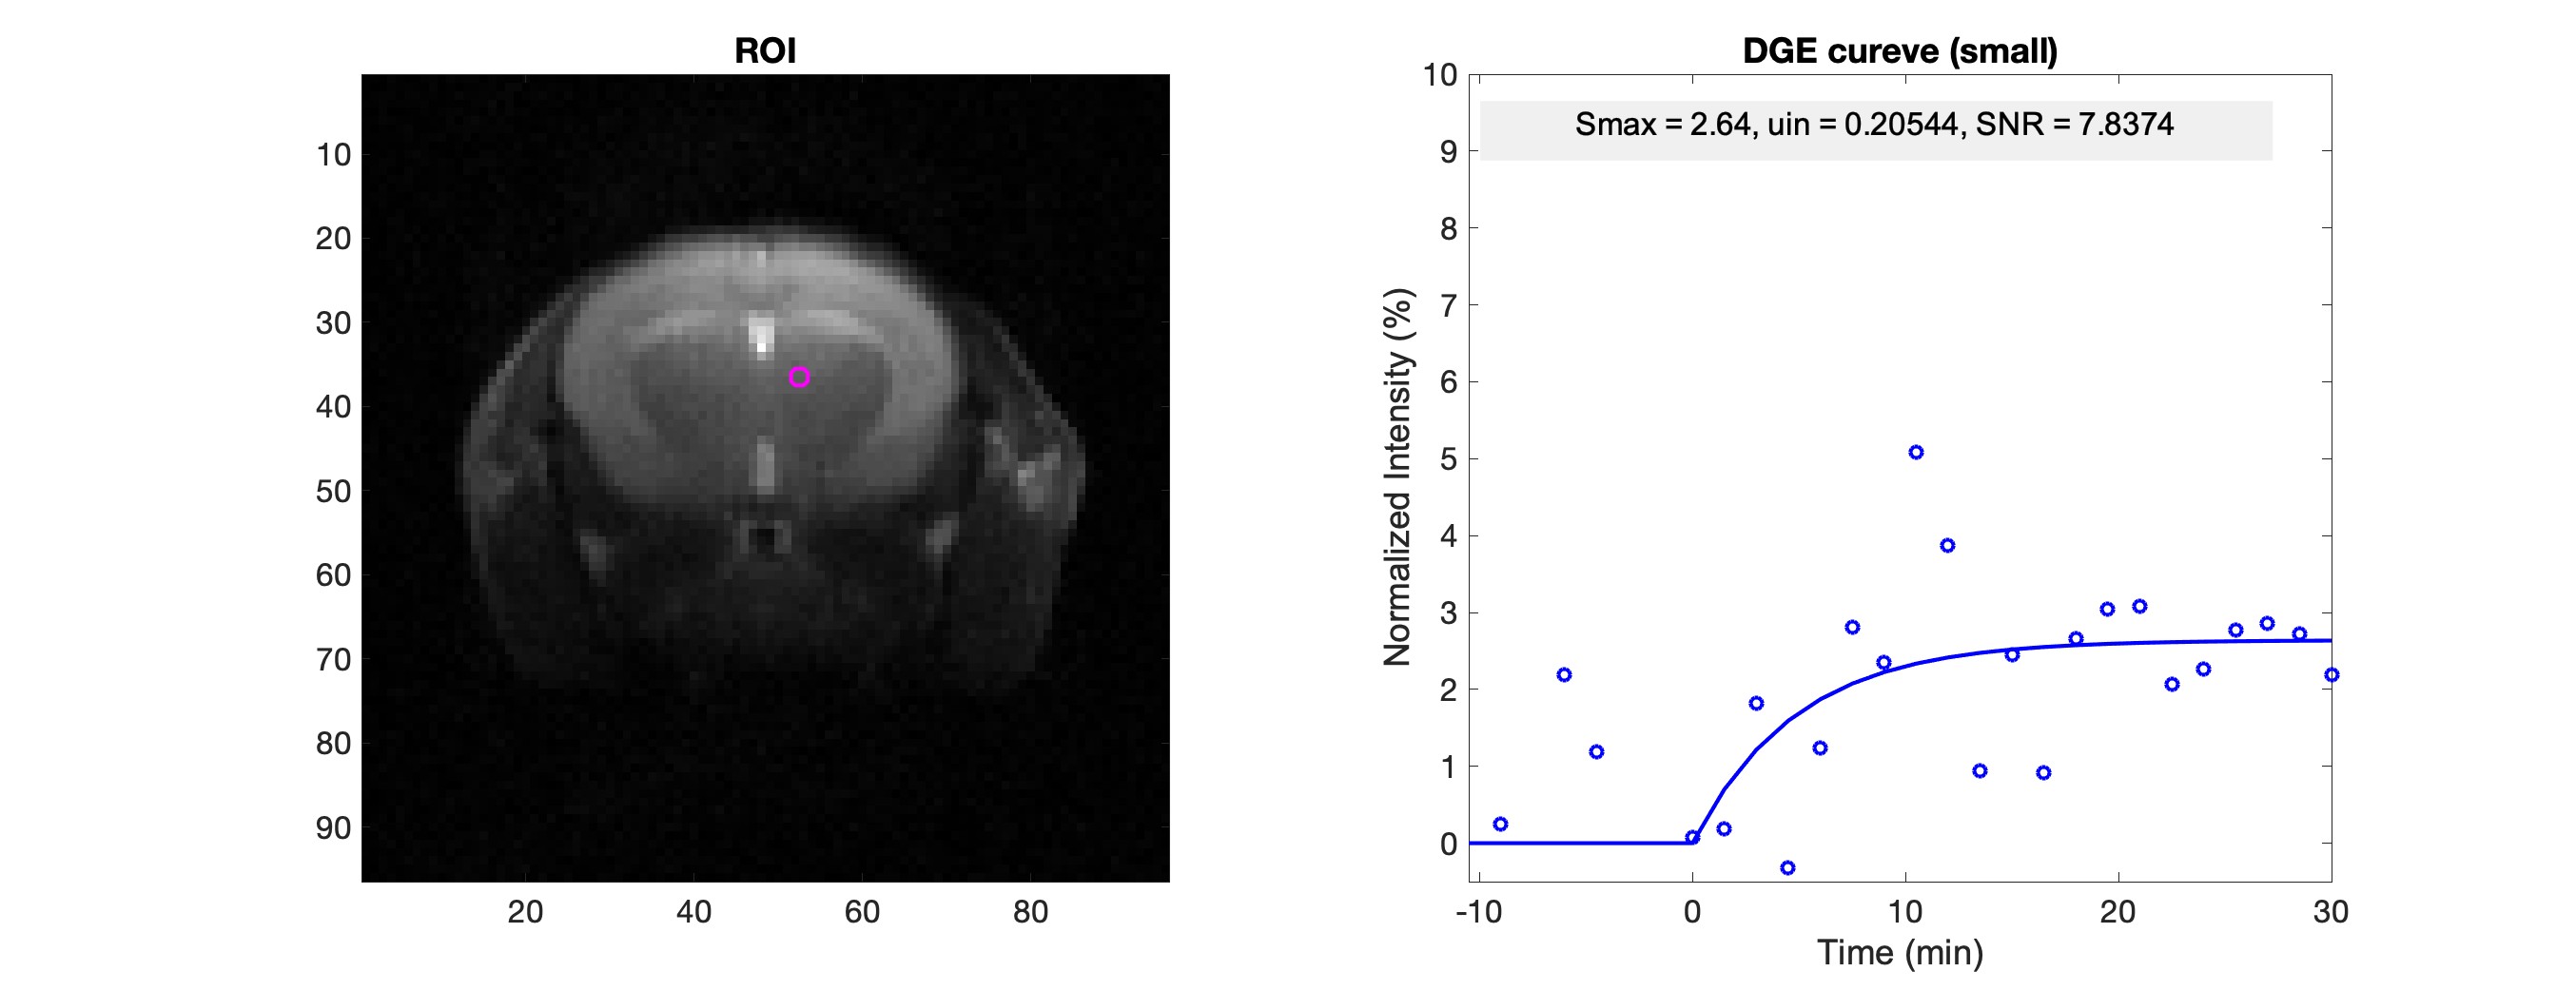 ROI
10
20
30
40
50
60
70
80
90
20 40 60 80
DGE cureve (small)
Smax = 2.64, uin = 0.20544, SNR = 7.8374
Normalized Intensity (%)
10
9
8
7
6
5
4
3
2
1
0
-10 0 10 20 30
Time (min)